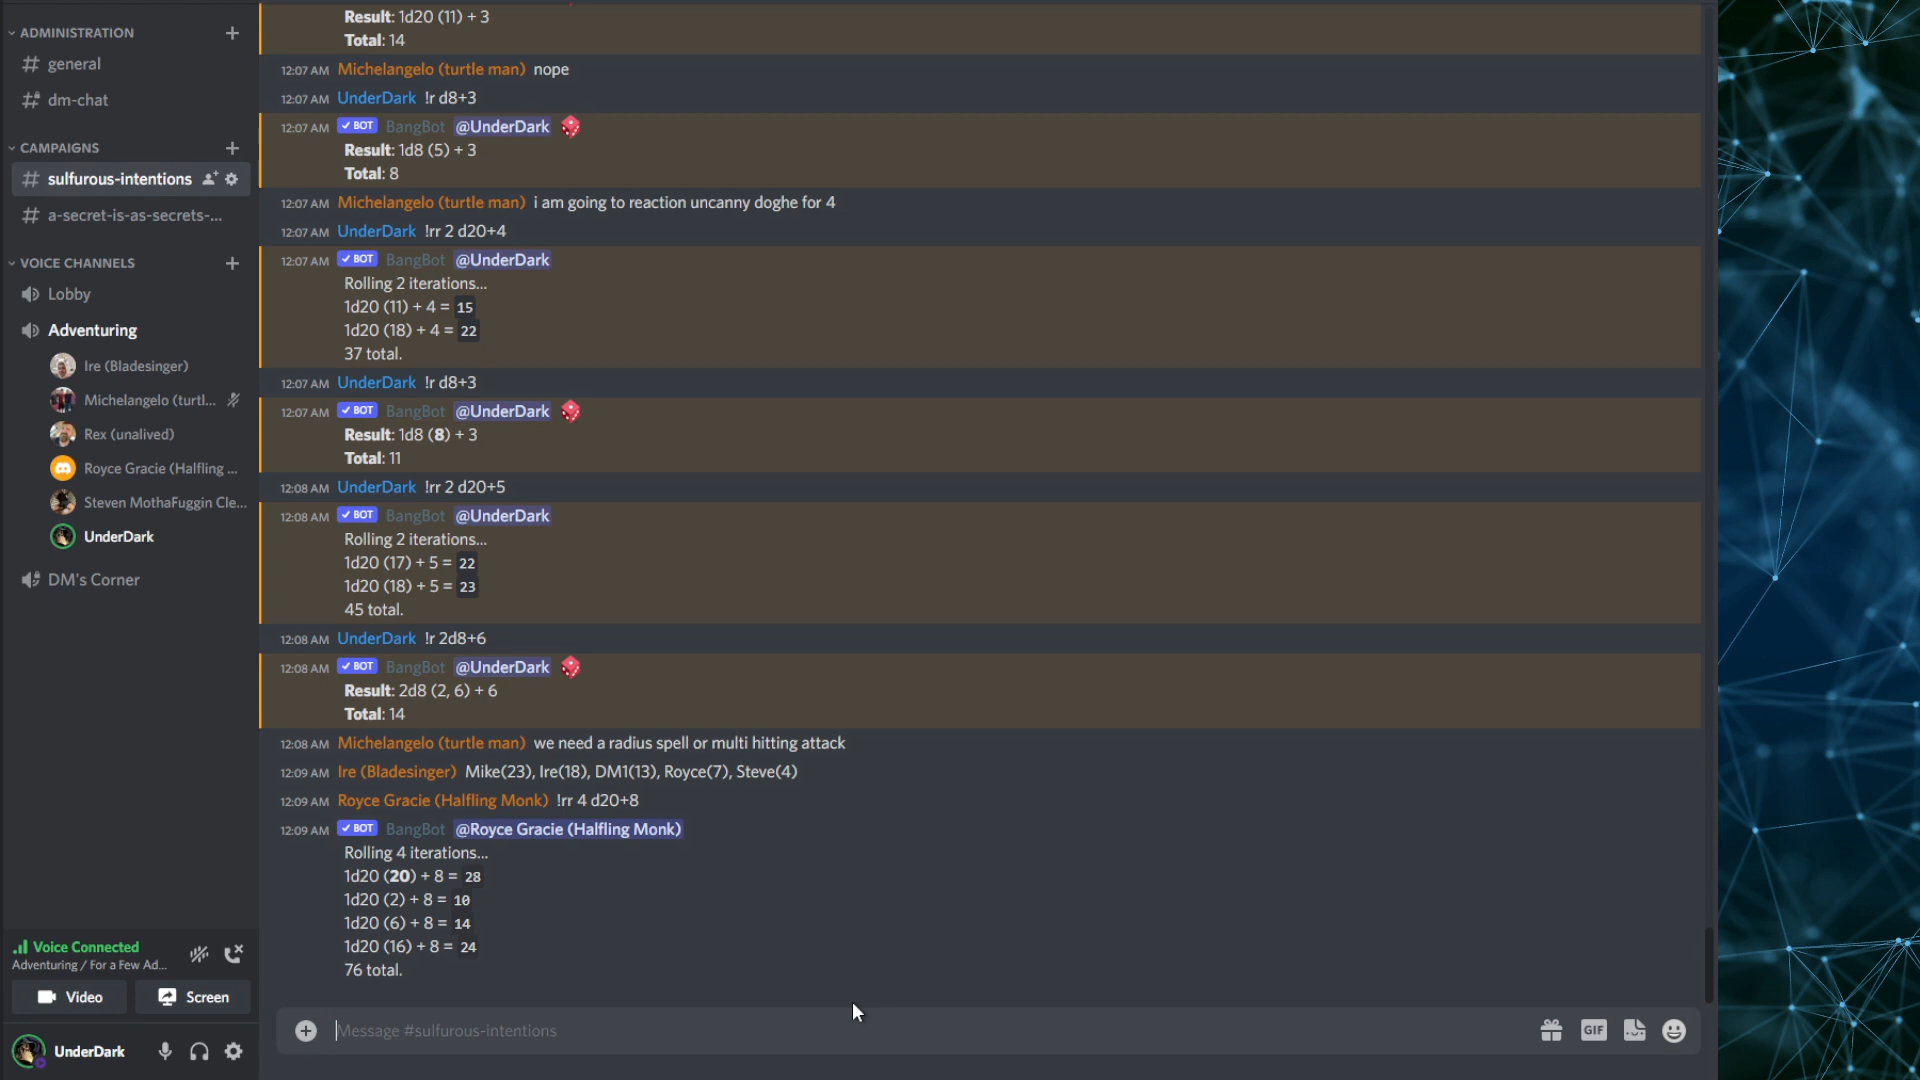 ADMINISTRATION
general
dm-chat
CAMPAIGNS
sulfurous-intentions
a-secret-is-as-secrets-...
VOICE CHANNELS
Lobby
Adventuring
Ire (Bladesinger)
Michelangelo (turtl...
Rex (unalived)
Royce Gracie (Halfling ...
Steven MothaFuggin Cle...
UnderDark
DM's Corner
Voice Connected
Adventuring / For a Few Ad...
Video
Screen
UnderDark
Result: 1d20 (11) + 3
Total: 14
12:07 AM Michelangelo (turtle man) nope
12:07 AM UnderDark !r d8+3
12:07 AM BOT BangBot @UnderDark
Result: 1d8 (5) + 3
Total: 8
12:07 AM Michelangelo (turtle man) i am going to reaction uncanny doghe for 4
12:07 AM UnderDark !rr 2 d20+4
12:07 AM BOT BangBot @UnderDark
Rolling 2 iterations...
1d20 (11) + 4 = 15
1d20 (18) + 4 = 22
37 total.
12:07 AM UnderDark !r d8+3
12:07 AM BOT BangBot @UnderDark
Result: 1d8 (8) + 3
Total: 11
12:08 AM UnderDark !rr 2 d20+5
12:08 AM BOT BangBot @UnderDark
Rolling 2 iterations...
1d20 (17) + 5 = 22
1d20 (18) + 5 = 23
45 total.
12:08 AM UnderDark !r 2d8+6
12:08 AM BOT BangBot @UnderDark
Result: 2d8 (2, 6) + 6
Total: 14
12:08 AM Michelangelo (turtle man) we need a radius spell or multi hitting attack
12:09 AM Ire (Bladesinger) Mike(23), Ire(18), DM1(13), Royce(7), Steve(4)
12:09 AM Royce Gracie (Halfling Monk) !rr 4 d20+8
12:09 AM BOT BangBot @Royce Gracie (Halfling Monk)
Rolling 4 iterations...
1d20 (20) + 8 = 28
1d20 (2) + 8 = 10
1d20 (6) + 8 = 14
1d20 (16) + 8 = 24
76 total.
Message #sulfurous-intentions
GIF